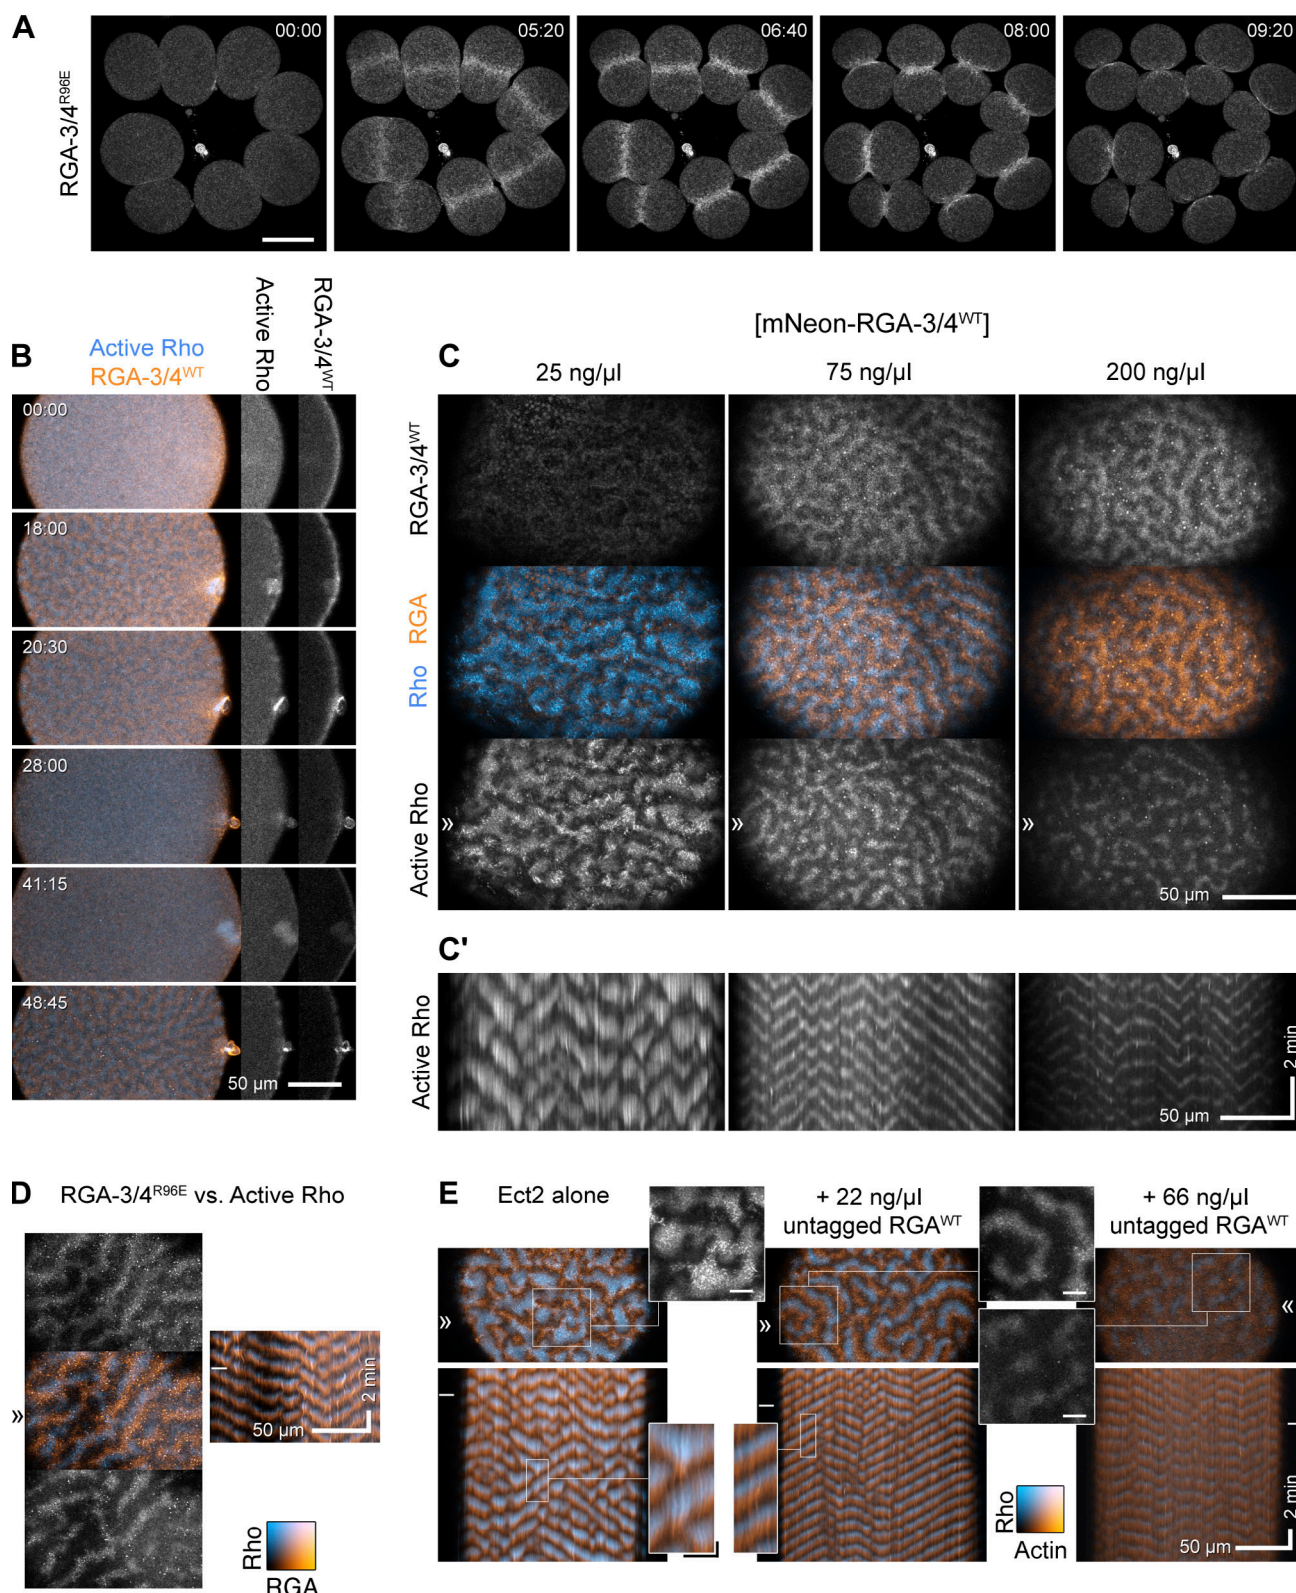 A
RGA-3/4R96E
00:00
05:20
06:40
08:00
09:20
B
Active Rho
RGA-3/4WT
Active Rho
RGA-3/4WT
00:00
18:00
20:30
28:00
41:15
48:45
50 µm
[mNeon-RGA-3/4WT]
C
25 ng/µl
75 ng/µl
200 ng/µl
RGA-3/4WT
Rho RGA
Active Rho
»
»
»
50 µm
C'
Active Rho
50 µm
2 min
D
RGA-3/4R96E vs. Active Rho
»
50 µm
2 min
Rho
RGA
E
Ect2 alone
+ 22 ng/µl
untagged RGAWT
+ 66 ng/µl
untagged RGAWT
»
»
«
Rho
Actin
50 µm
2 min